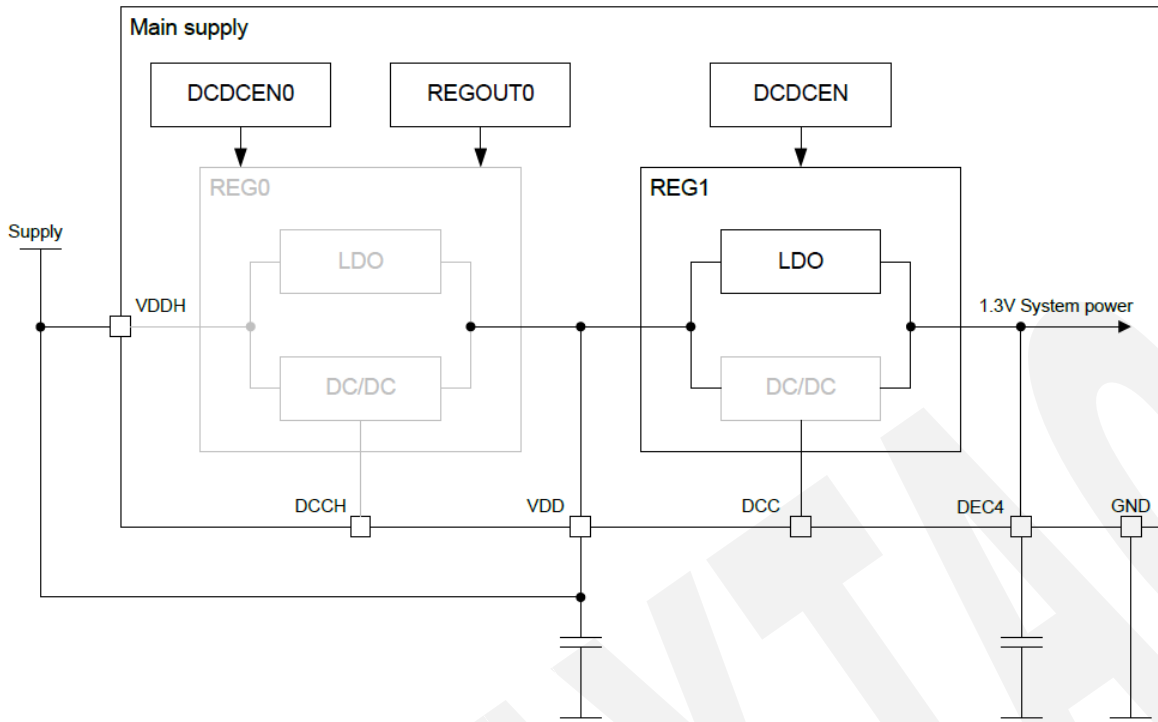 Main supply
DCDCEN0
REGOUT0
DCDCEN
REG0
REG1
Supply
LDO
LDO
VDDH
1.3V System power
DC/DC
DC/DC
DCCH
VDD
DCC
DEC4
GND